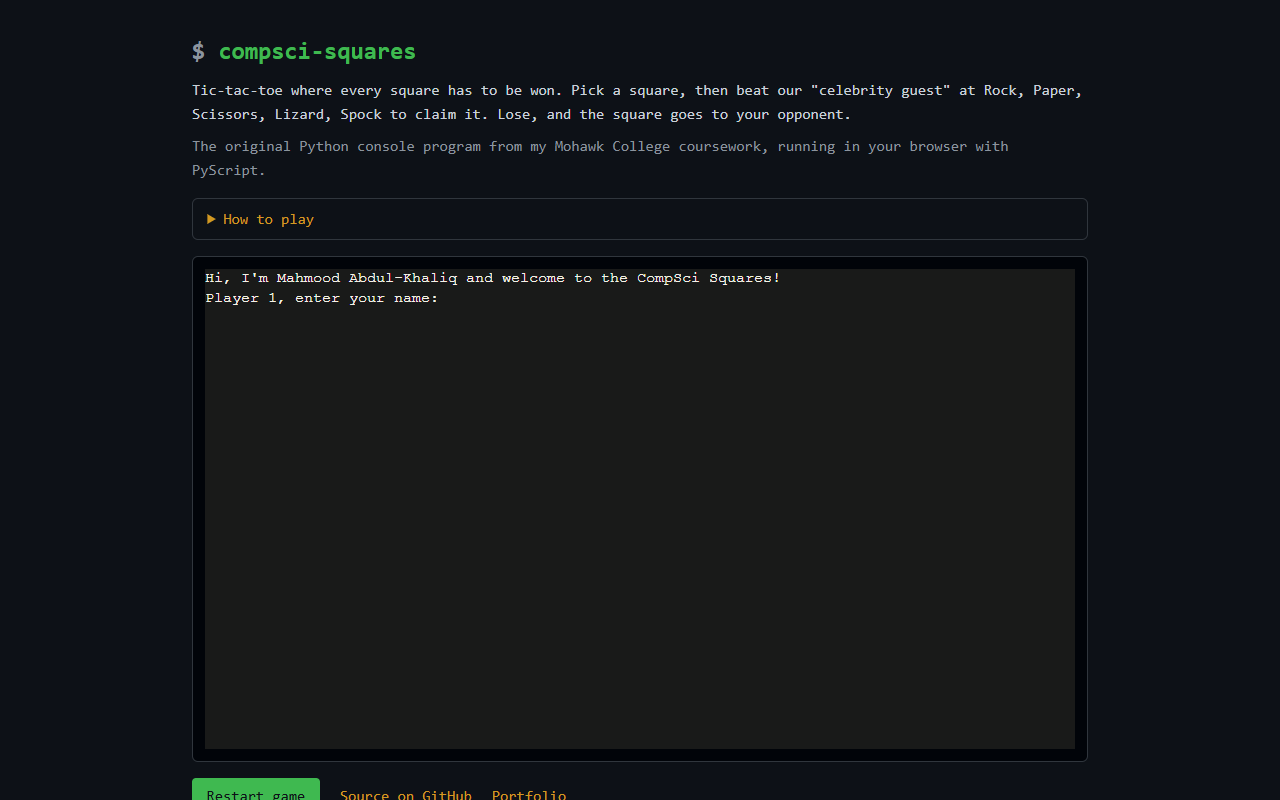 $ compsci-squares
Tic-tac-toe where every square has to be won. Pick a square, then beat our "celebrity guest" at Rock, Paper,
Scissors, Lizard, Spock to claim it. Lose, and the square goes to your opponent.
The original Python console program from my Mohawk College coursework, running in your browser with
PyScript.
How to play
Hi, I'm Mahmood Abdul-Khaliq and welcome to the CompSci Squares!
Player 1, enter your name:
Restart game Source on GitHub Portfolio